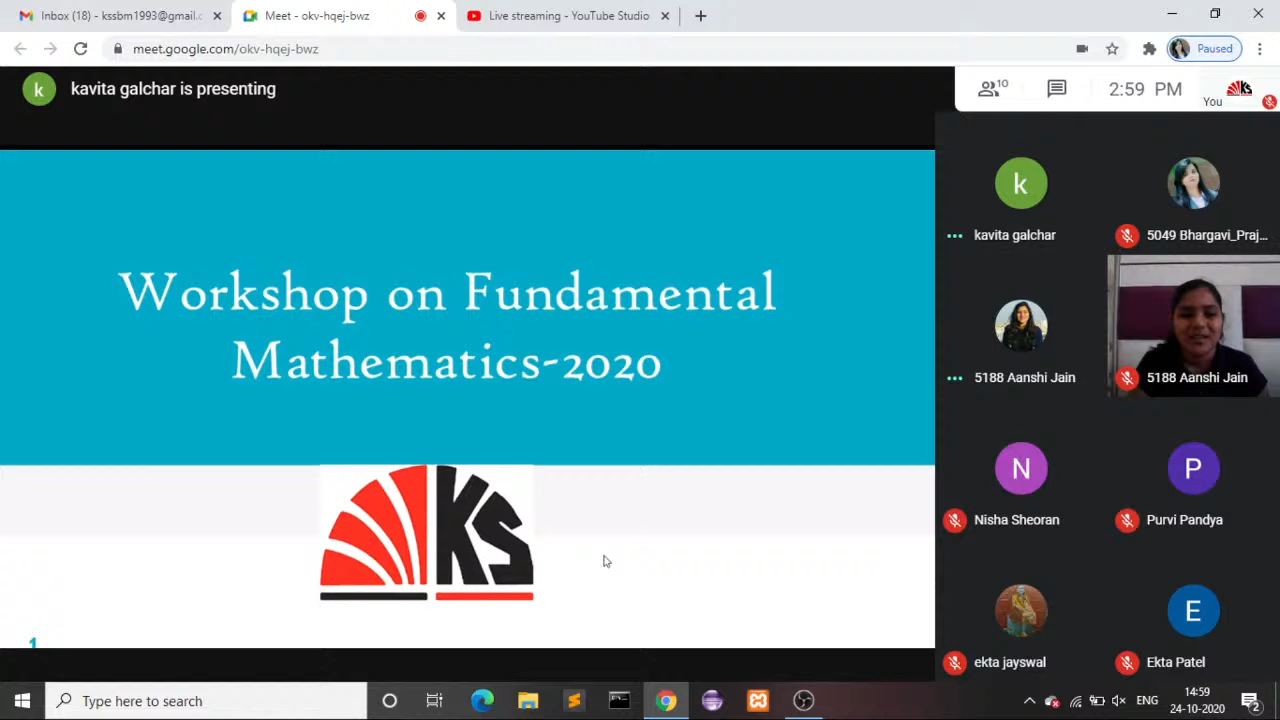 Inbox (18) - kssbm1993@gmail.c
Meet - okv-hqej-bwz
Live streaming - YouTube Studio
meet.google.com/okv-hqej-bwz
Paused
k
kavita galchar is presenting
10
2:59 PM
KS
You
Workshop on Fundamental
Mathematics-2020
KS
1
k
kavita galchar
5049 Bhargavi_Praj...
5188 Aanshi Jain
5188 Aanshi Jain
N
Nisha Sheoran
P
Purvi Pandya
ekta jayswal
E
Ekta Patel
Type here to search
ENG
14:59
24-10-2020
2